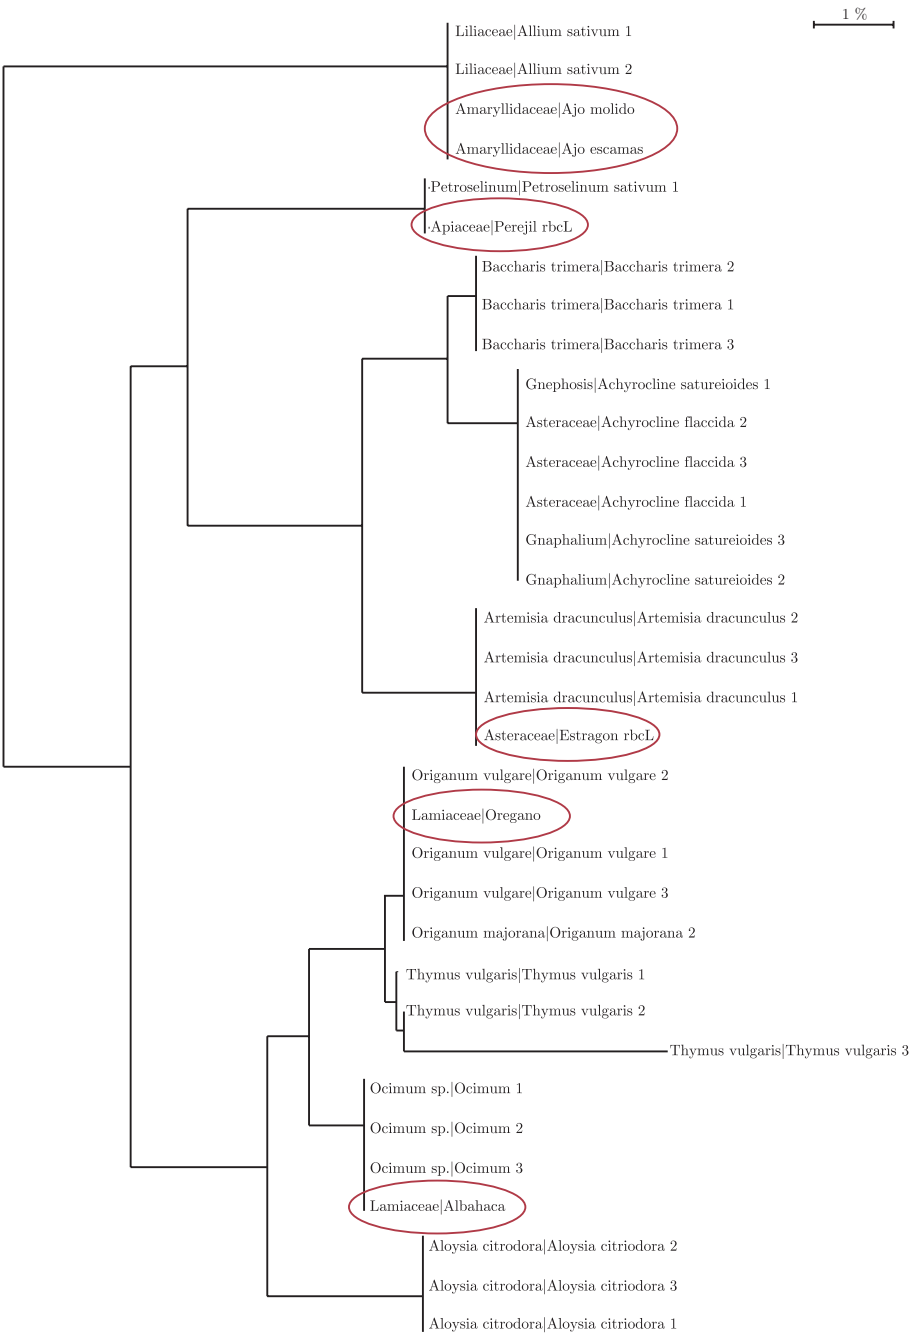 1 %
Liliaceae|Allium sativum 1
Liliaceae|Allium sativum 2
Amaryllidaceae|Ajo molido
Amaryllidaceae|Ajo escamas
Petroselinum|Petroselinum sativum 1
Apiaceae|Perejil rbcL
Baccharis trimera|Baccharis trimera 2
Baccharis trimera|Baccharis trimera 1
Baccharis trimera|Baccharis trimera 3
Gnephosis|Achyrocline satureioides 1
Asteraceae|Achyrocline flaccida 2
Asteraceae|Achyrocline flaccida 3
Asteraceae|Achyrocline flaccida 1
Gnaphalium|Achyrocline satureioides 3
Gnaphalium|Achyrocline satureioides 2
Artemisia dracunculus|Artemisia dracunculus 2
Artemisia dracunculus|Artemisia dracunculus 3
Artemisia dracunculus|Artemisia dracunculus 1
Asteraceae|Estragon rbcL
Origanum vulgare|Origanum vulgare 2
Lamiaceae|Oregano
Origanum vulgare|Origanum vulgare 1
Origanum vulgare|Origanum vulgare 3
Origanum majorana|Origanum majorana 2
Thymus vulgaris|Thymus vulgaris 1
Thymus vulgaris|Thymus vulgaris 2
Thymus vulgaris|Thymus vulgaris 3
Ocimum sp.|Ocimum 1
Ocimum sp.|Ocimum 2
Ocimum sp.|Ocimum 3
Lamiaceae|Albahaca
Aloysia citrodora|Aloysia citriodora 2
Aloysia citrodora|Aloysia citriodora 3
Aloysia citrodora|Aloysia citriodora 1